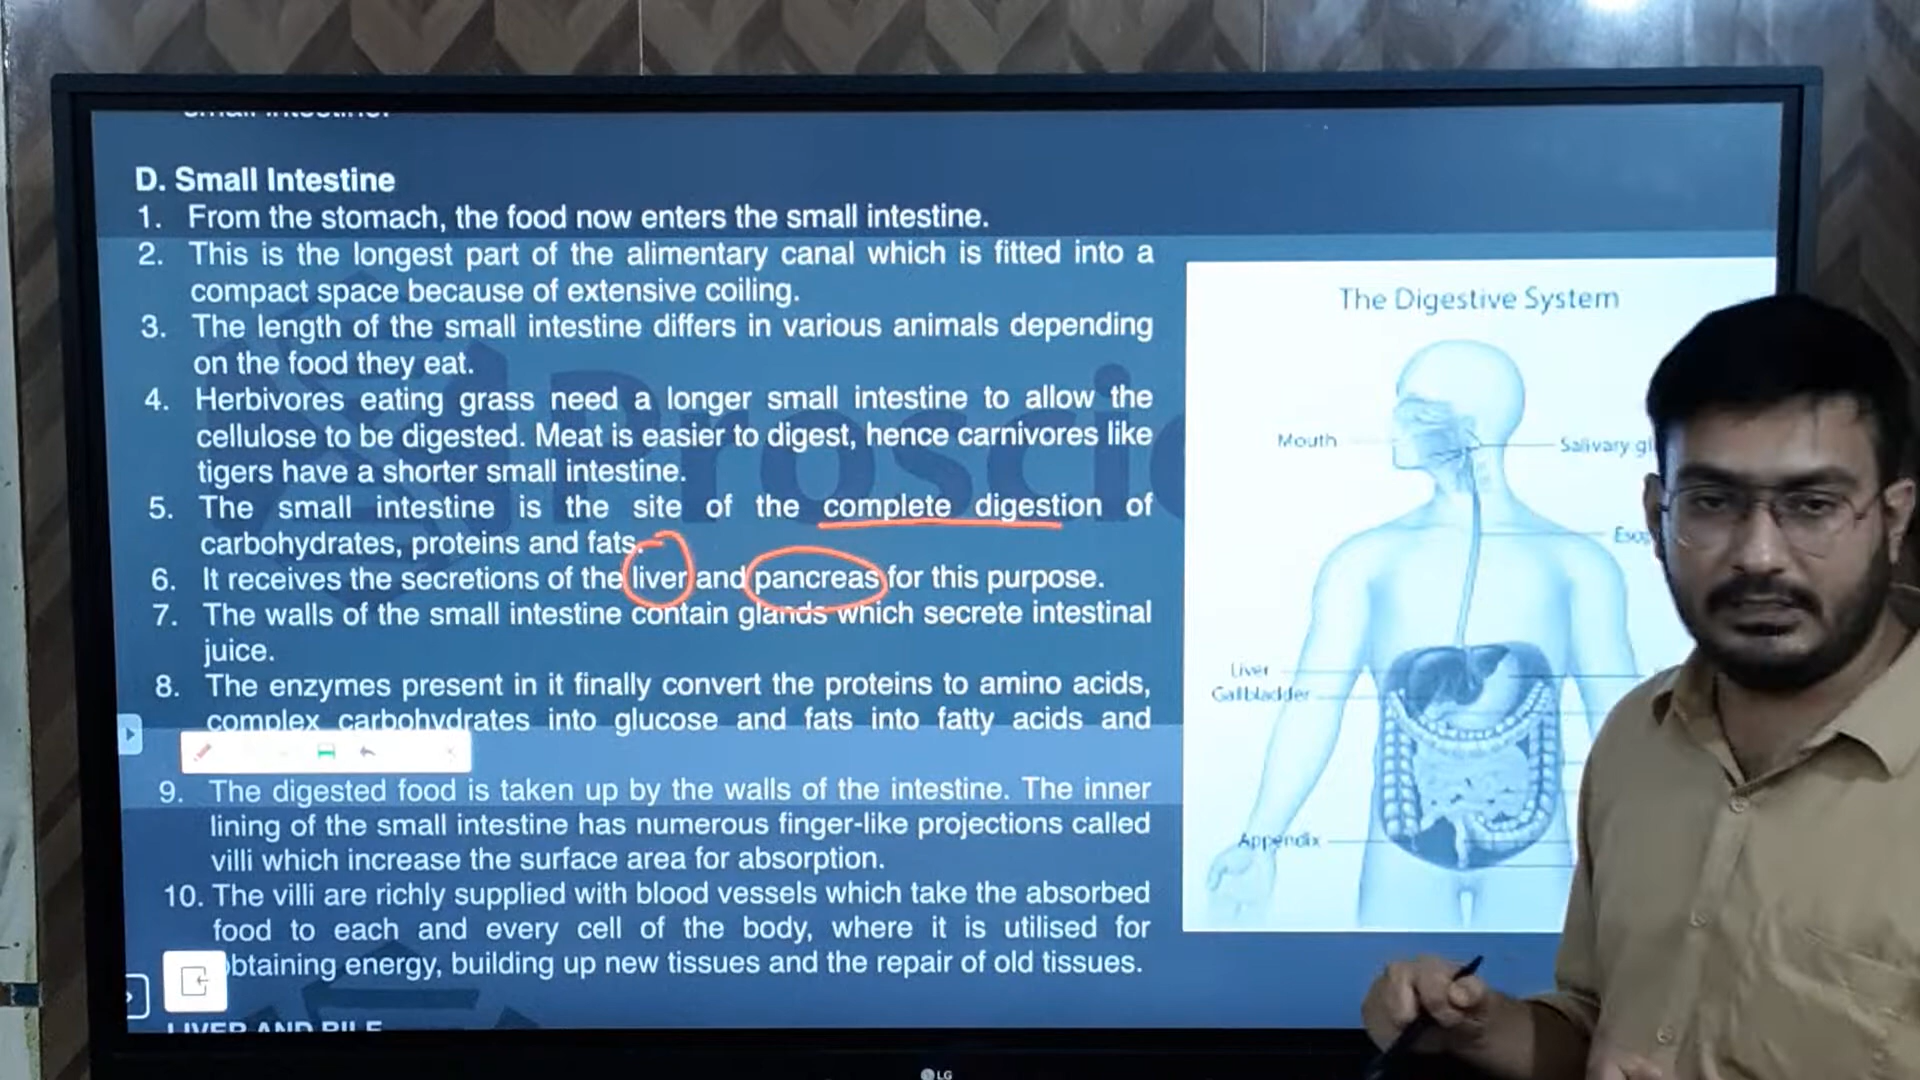 D. Small Intestine
1. From the stomach, the food now enters the small intestine.
2. This is the longest part of the alimentary canal which is fitted into a
compact space because of extensive coiling.
3. The length of the small intestine differs in various animals depending
on the food they eat.
4. Herbivores eating grass need a longer small intestine to allow the
cellulose to be digested. Meat is easier to digest, hence carnivores like
tigers have a shorter small intestine.
5. The small intestine is the site of the complete digestion of
carbohydrates, proteins and fats.
6. It receives the secretions of the liver and pancreas for this purpose.
7. The walls of the small intestine contain glands which secrete intestinal
juice.
8. The enzymes present in it finally convert the proteins to amino acids,
complex carbohydrates into glucose and fats into fatty acids and
9. The digested food is taken up by the walls of the intestine. The inner
lining of the small intestine has numerous finger-like projections called
villi which increase the surface area for absorption.
10. The villi are richly supplied with blood vessels which take the absorbed
food to each and every cell of the body, where it is utilised for
obtaining energy, building up new tissues and the repair of old tissues.
LIVER AND BILE
The Digestive System
Mouth
Salivary
Liver
Gallbladder
Appendix
LG